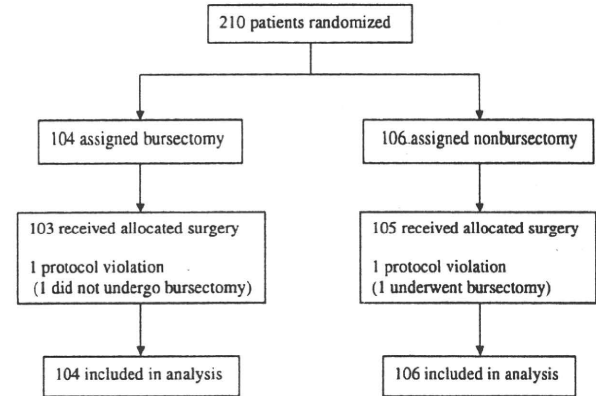 210 patients randomized
104 assigned bursectomy
106 assigned nonbursectomy
103 received allocated surgery
1 protocol violation
(1 did not undergo bursectomy)
105 received allocated surgery
1 protocol violation
(1 underwent bursectomy)
104 included in analysis
106 included in analysis